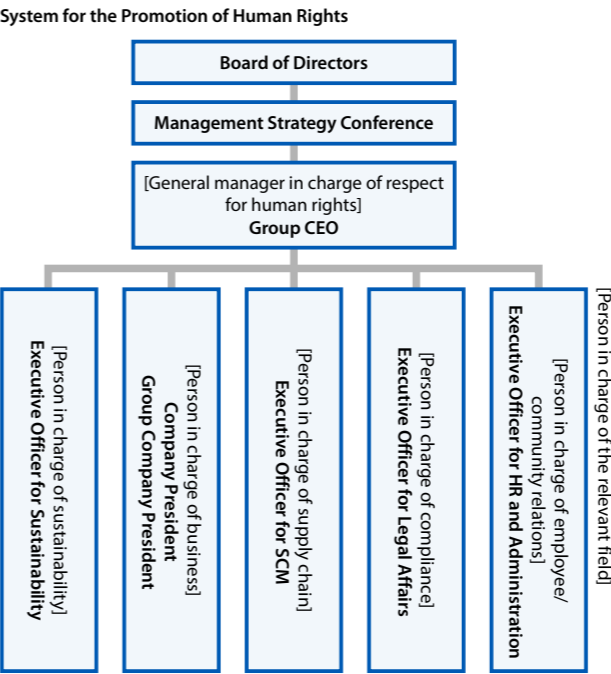 System for the Promotion of Human Rights
Board of Directors
Management Strategy Conference
[General manager in charge of respect
for human rights]
Group CEO
[Person in charge of sustainability]
Executive Officer for Sustainability
[Person in charge of business]
Company President
Group Company President
[Person in charge of supply chain]
Executive Officer for SCM
[Person in charge of compliance]
Executive Officer for Legal Affairs
[Person in charge of employee/
community relations]
Executive Officer for HR and Administration
[Person in charge of the relevant field]